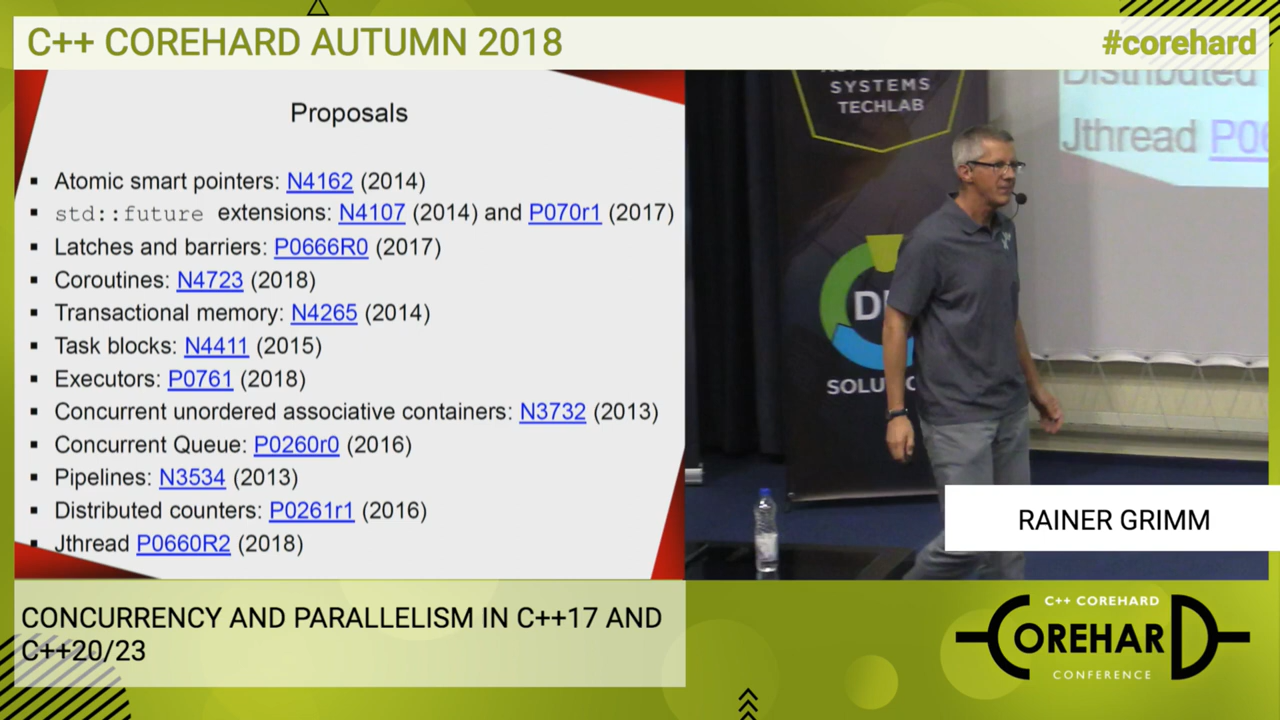 C++ COREHARD AUTUMN 2018
#corehard
Proposals
▪ Atomic smart pointers: N4162 (2014)
▪ std::future extensions: N4107 (2014) and P070r1 (2017)
▪ Latches and barriers: P0666R0 (2017)
▪ Coroutines: N4723 (2018)
▪ Transactional memory: N4265 (2014)
▪ Task blocks: N4411 (2015)
▪ Executors: P0761 (2018)
▪ Concurrent unordered associative containers: N3732 (2013)
▪ Concurrent Queue: P0260r0 (2016)
▪ Pipelines: N3534 (2013)
▪ Distributed counters: P0261r1 (2016)
▪ Jthread P0660R2 (2018)
SYSTEMS
TECHLAB
Distributed
Jthread P06
RAINER GRIMM
CONCURRENCY AND PARALLELISM IN C++17 AND
C++20/23
C++ COREHARD
COREHARD
CONFERENCE